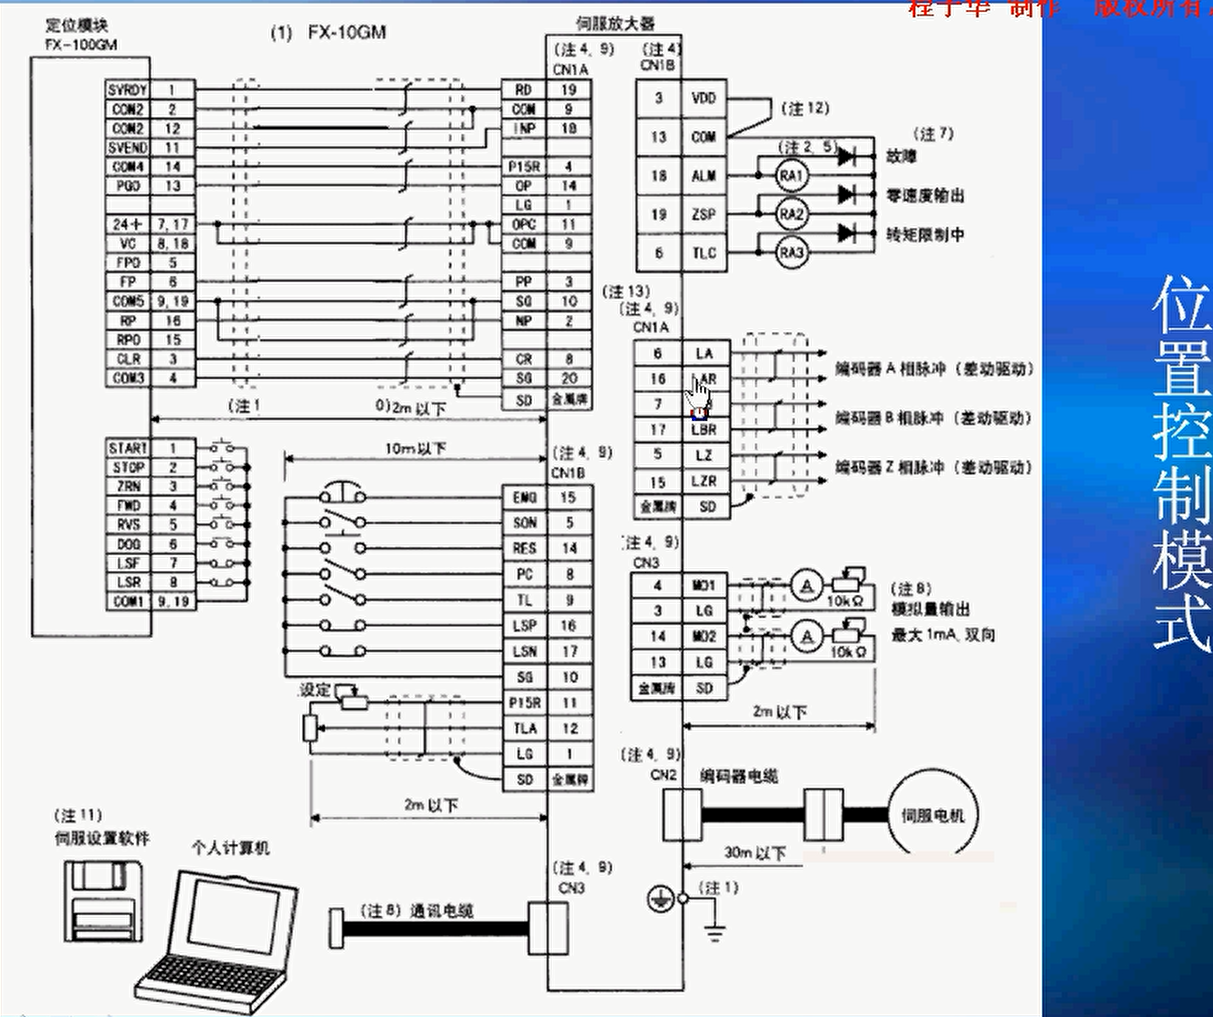 程子华 制作 版权所有
定位模块
FX-100GM
(1) FX-10GM
伺服放大器
(注 4, 9)
CN1A
(注 4)
CN1B
SVRDY 1
COM2 2
COM2 12
SVEND 11
COM4 14
PGO 13
24+ 7, 17
VC 8, 18
FPO 5
FP 6
COM5 9, 19
RP 16
RPO 15
CLR 3
COM3 4
RD 19
COM 9
INP 18
P15R 4
OP 14
LG 1
OPC 11
COM 9
PP 3
SG 10
NP 2
CR 8
SG 20
SD 金属牌
(注 1
0) 2m 以下
3 VDD
13 COM
18 ALM
19 ZSP
6 TLC
(注 12)
(注 7)
(注 2, 5)
RA1
RA2
RA3
故障
零速度输出
转矩限制中
(注 13)
(注 4, 9)
CN1A
6 LA
16 LAR
7
17 LBR
5 LZ
15 LZR
金属牌 SD
编码器 A 相脉冲 (差动驱动)
编码器 B 相脉冲 (差动驱动)
编码器 Z 相脉冲 (差动驱动)
START 1
STOP 2
ZRN 3
FWD 4
RVS 5
DOG 6
LSF 7
LSR 8
COM1 9, 19
10m 以下
(注 4, 9)
CN1B
EMG 15
SON 5
RES 14
PC 8
TL 9
LSP 16
LSN 17
SG 10
P15R 11
TLA 12
LG 1
SD 金属牌
设定
2m 以下
注 4, 9)
CN3
4 MO1
3 LG
14 MO2
13 LG
金属牌 SD
A
10kΩ
A
10kΩ
(注 8)
模拟量输出
最大 1mA, 双向
2m 以下
(注 4, 9)
CN2
编码器电缆
伺服电机
30m 以下
(注 1)
(注 11)
伺服设置软件
个人计算机
(注 4, 9)
CN3
(注 8) 通讯电缆
位置控制模式